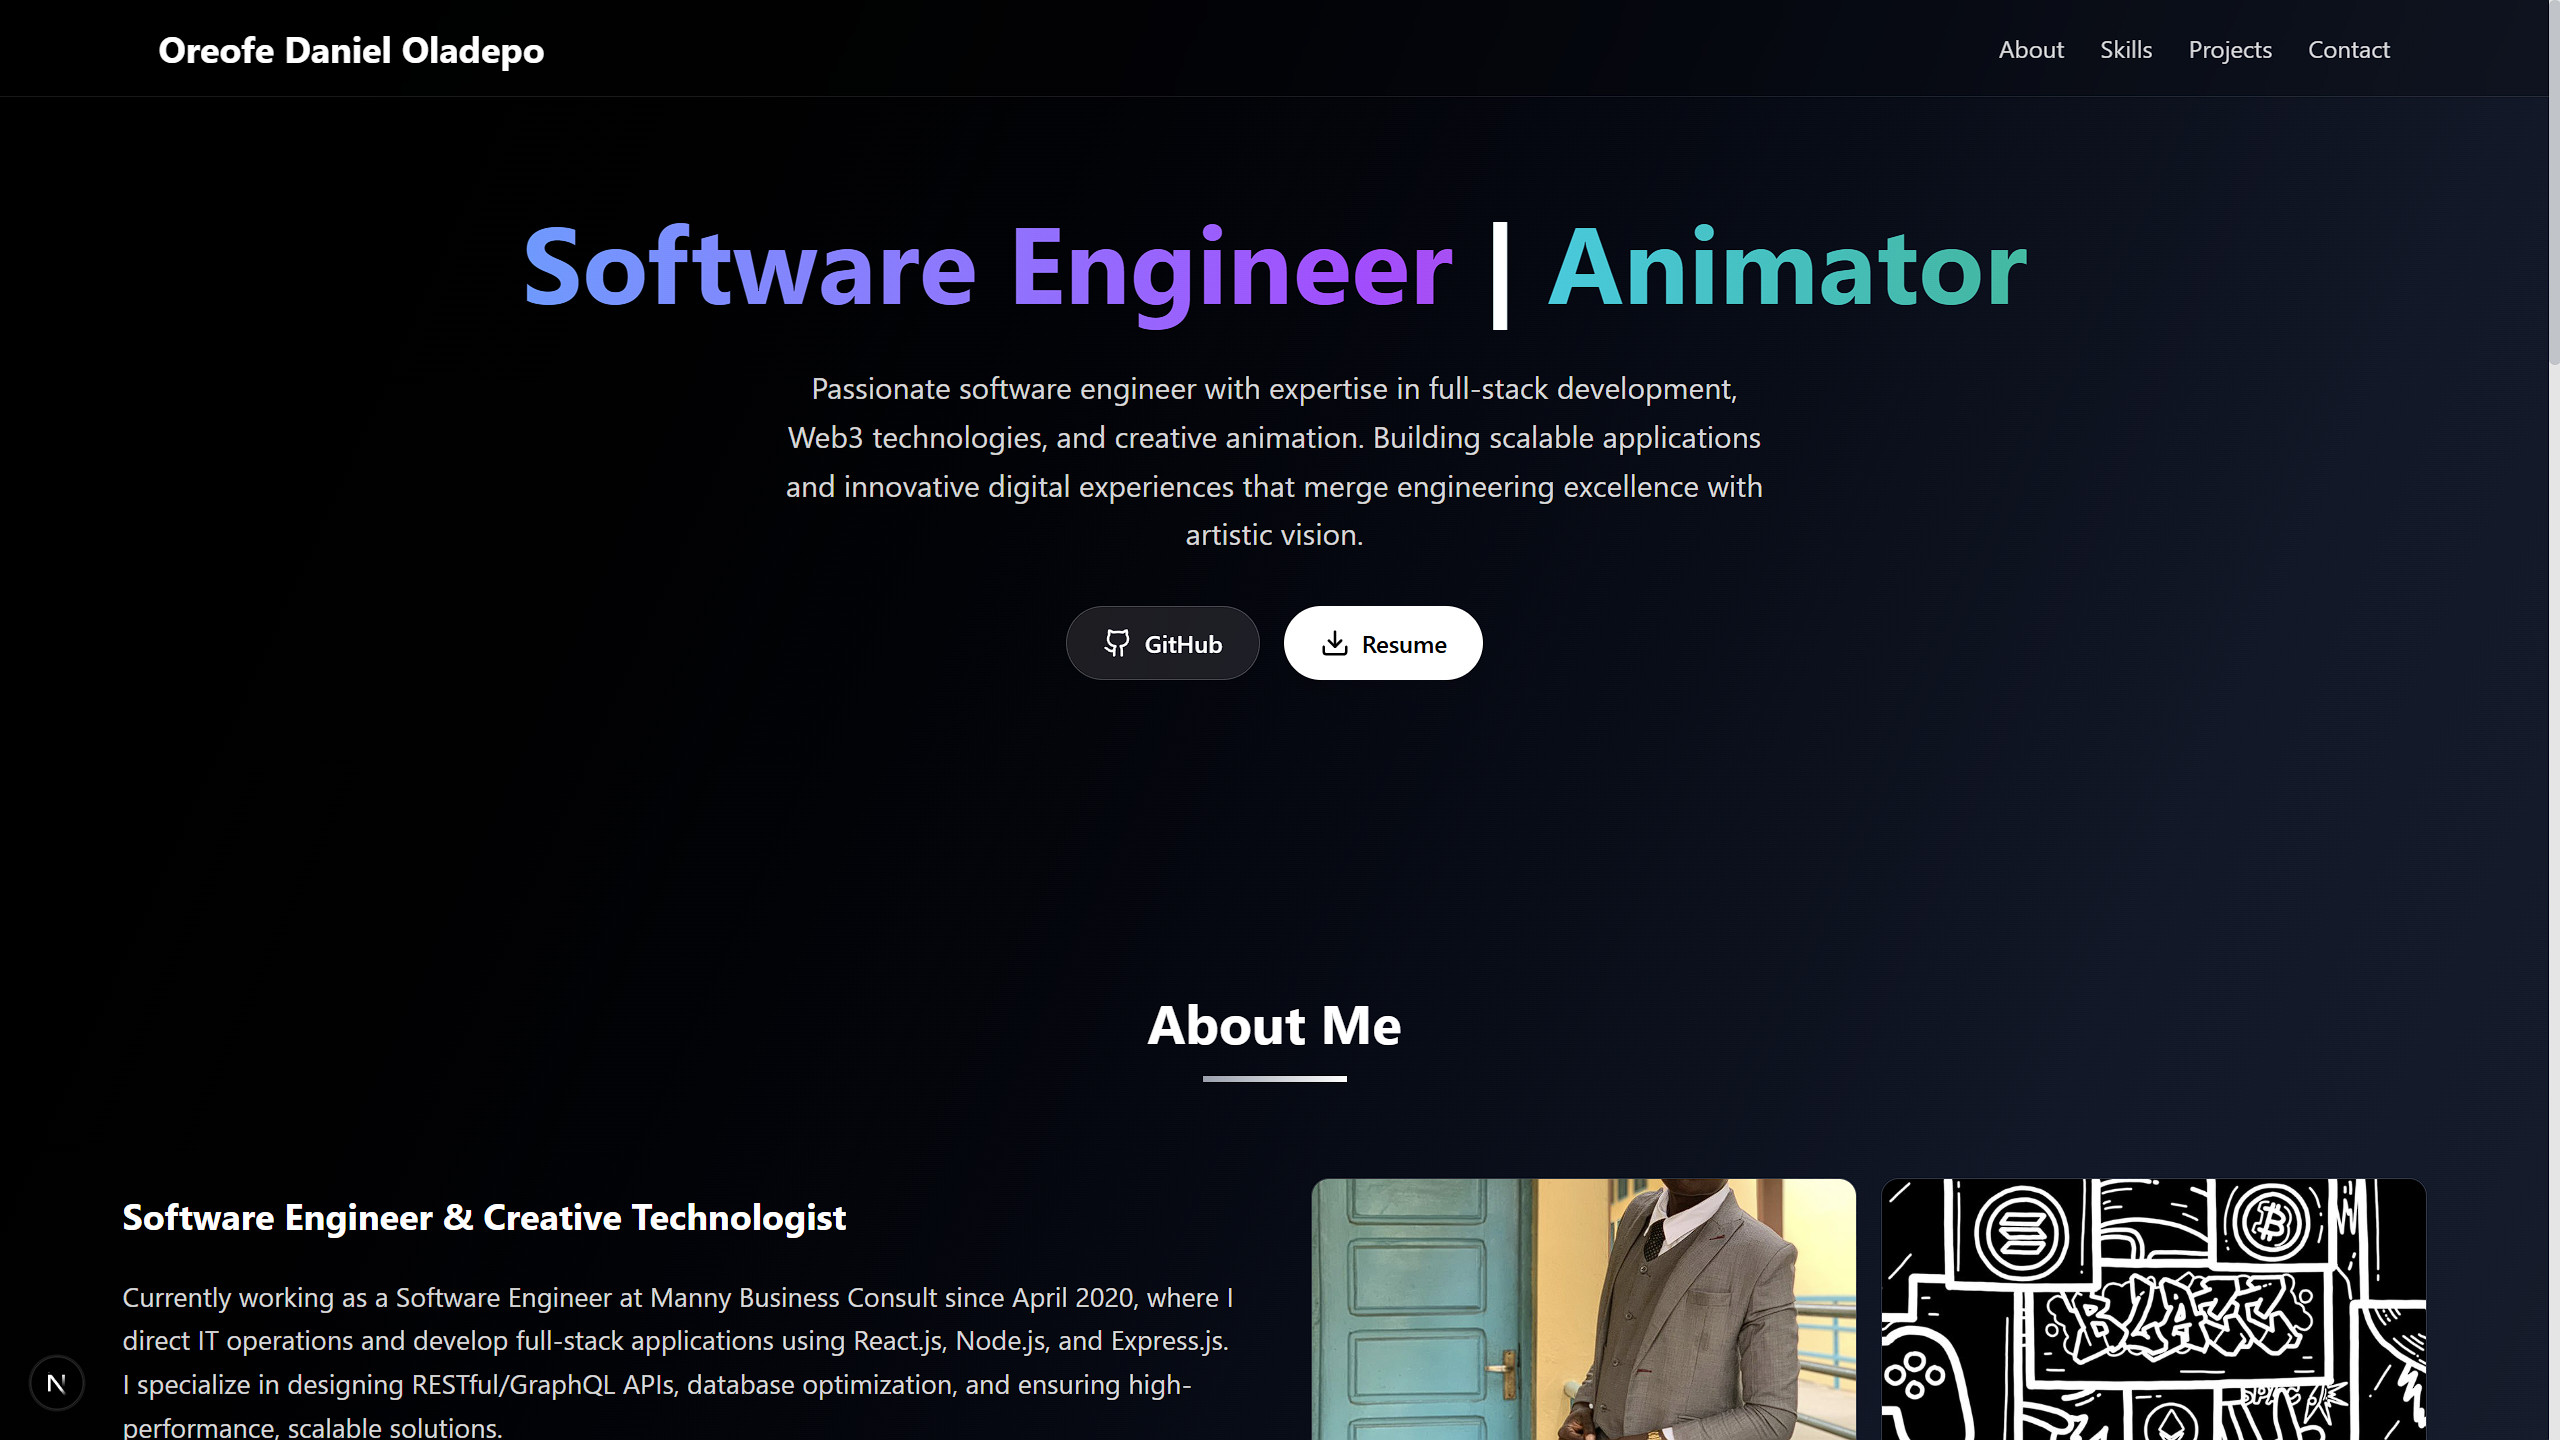 Oreofe Daniel Oladepo
About Skills Projects Contact
Software Engineer | Animator
Passionate software engineer with expertise in full-stack development,
Web3 technologies, and creative animation. Building scalable applications
and innovative digital experiences that merge engineering excellence with
artistic vision.
GitHub
Resume
About Me
Software Engineer & Creative Technologist
Currently working as a Software Engineer at Manny Business Consult since April 2020, where I
direct IT operations and develop full-stack applications using React.js, Node.js, and Express.js.
I specialize in designing RESTful/GraphQL APIs, database optimization, and ensuring high-
performance, scalable solutions.
N